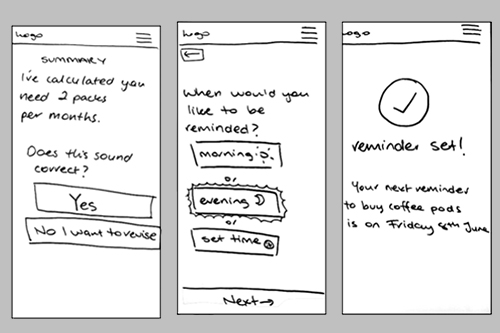 Logo
SUMMARY
I've calculated you
need 2 packs
per months.
Does this sound
correct?
Yes
No I want to revise
Logo
When would you
like to be
reminded?
morning
or
evening
or
set time
Next →
Logo
reminder set!
Your next reminder
to buy coffee pods
is on Friday 8th June